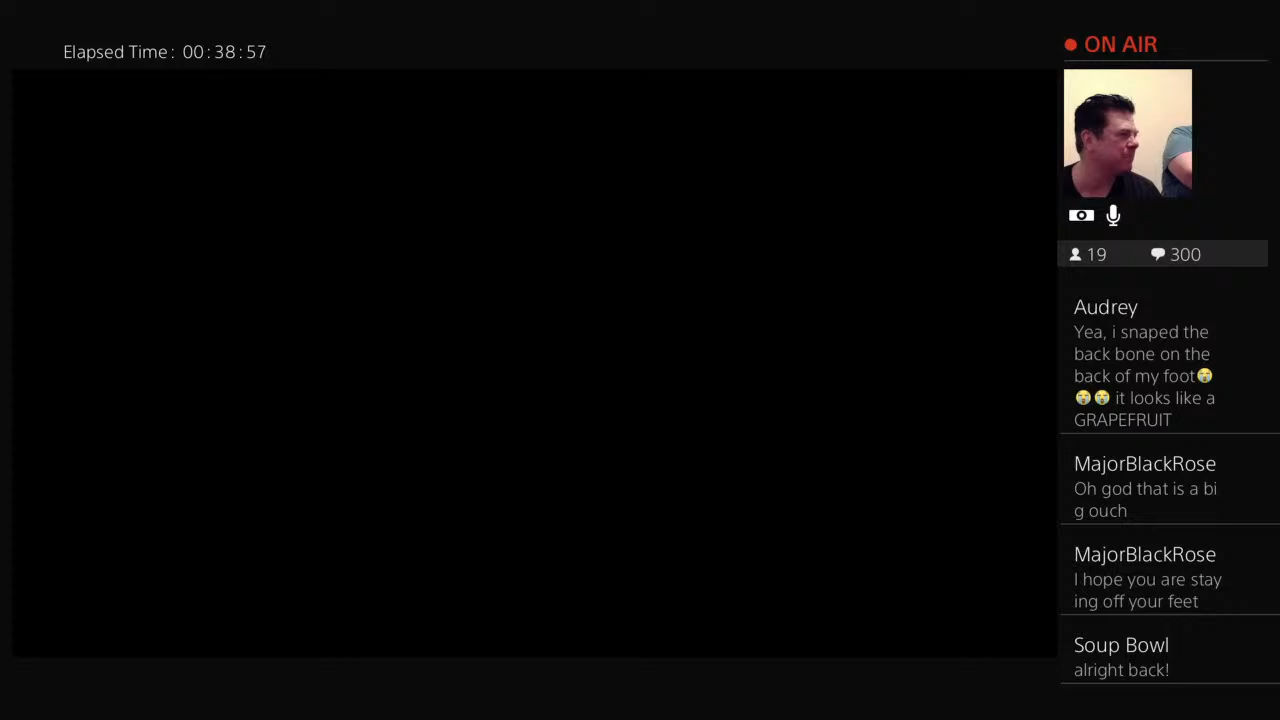 Elapsed Time: 00:38:57
ON AIR
19 300
Audrey
Yea, i snaped the
back bone on the
back of my foot😭
😭😭 it looks like a
GRAPEFRUIT
MajorBlackRose
Oh god that is a bi
g ouch
MajorBlackRose
I hope you are stay
ing off your feet
Soup Bowl
alright back!